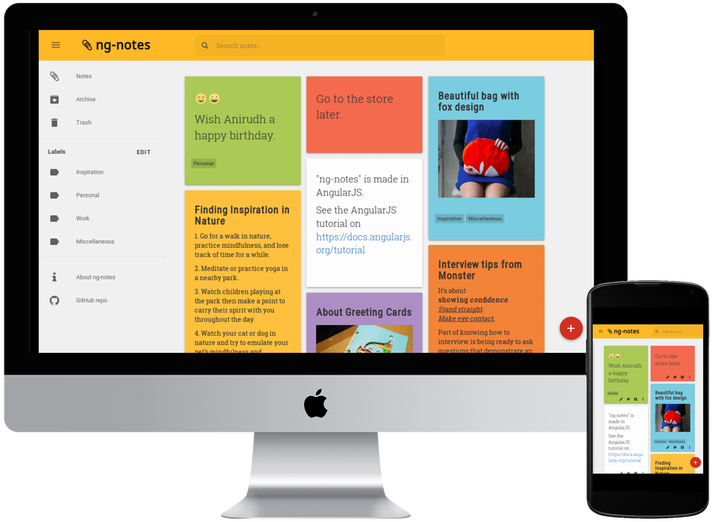 ng-notes
Search notes...
Notes
Archive
Trash
Labels EDIT
Inspiration
Personal
Work
Miscellaneous
About ng-notes
GitHub repo
Wish Anirudh a
happy birthday.
Personal
Finding Inspiration in
Nature
1. Go for a walk in nature,
practice mindfulness, and lose
track of time for a while.
2. Meditate or practice yoga in
a nearby park.
3. Watch children playing at
the park then make a point to
carry their spirit with you
throughout the day.
4. Watch your cat or dog in
nature and try to emulate your
pet's mindfulness and
Go to the store
later.
"ng-notes" is made in
AngularJS.
See the AngularJS
tutorial on
https://docs.angularjs.
org/tutorial
About Greeting Cards
Beautiful bag with
fox design
Inspiration Miscellaneous
Interview tips from
Monster
It's about
showing confidence.
Stand straight.
Make eye contact.
Part of knowing how to
interview is being ready to ask
questions that demonstrate an
+
ng-notes
Wish Anirudh
a happy
birthday.
Go to the
store later.
"ng-notes" is
made in
AngularJS.
See the
AngularJS
tutorial on
https://docs.angu
larjs.org/tutorial
Beautiful bag
with fox design
Finding
Inspiration in
Nature